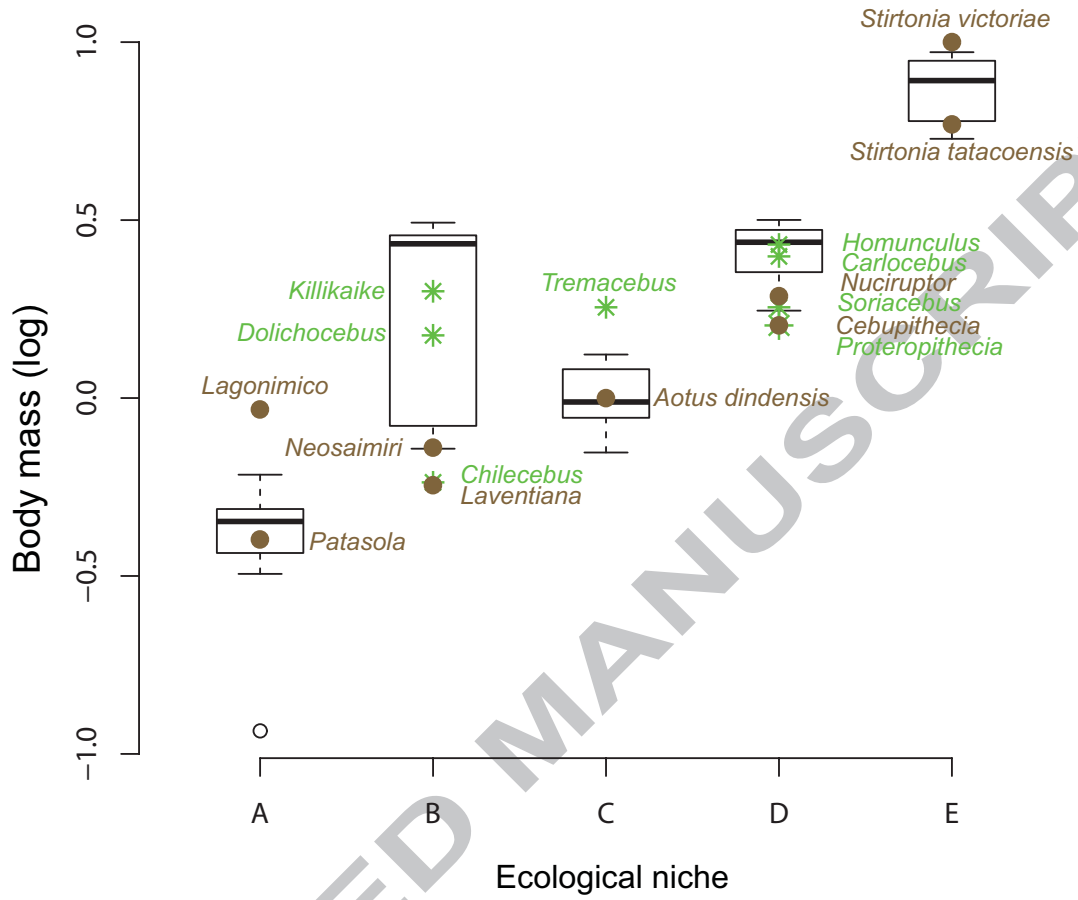 Stirtonia victoriae
1.0
Stirtonia tatacoensis
0.5
Homunculus
Carlocebus
Killikaike
Tremacebus
Nuciruptor
Soriacebus
Dolichocebus
Cebupithecia
Proteropithecia
Body mass (log)
Lagonimico
0.0
Aotus dindensis
Neosaimiri
Chilecebus
Laventiana
Patasola
−0.5
−1.0
A B C D E
Ecological niche
ED MANUSCRIP